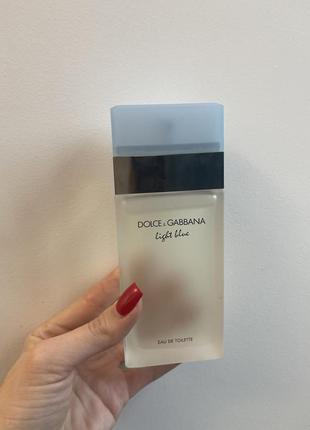 DOLCE & GABBANA
light blue
EAU DE TOILETTE